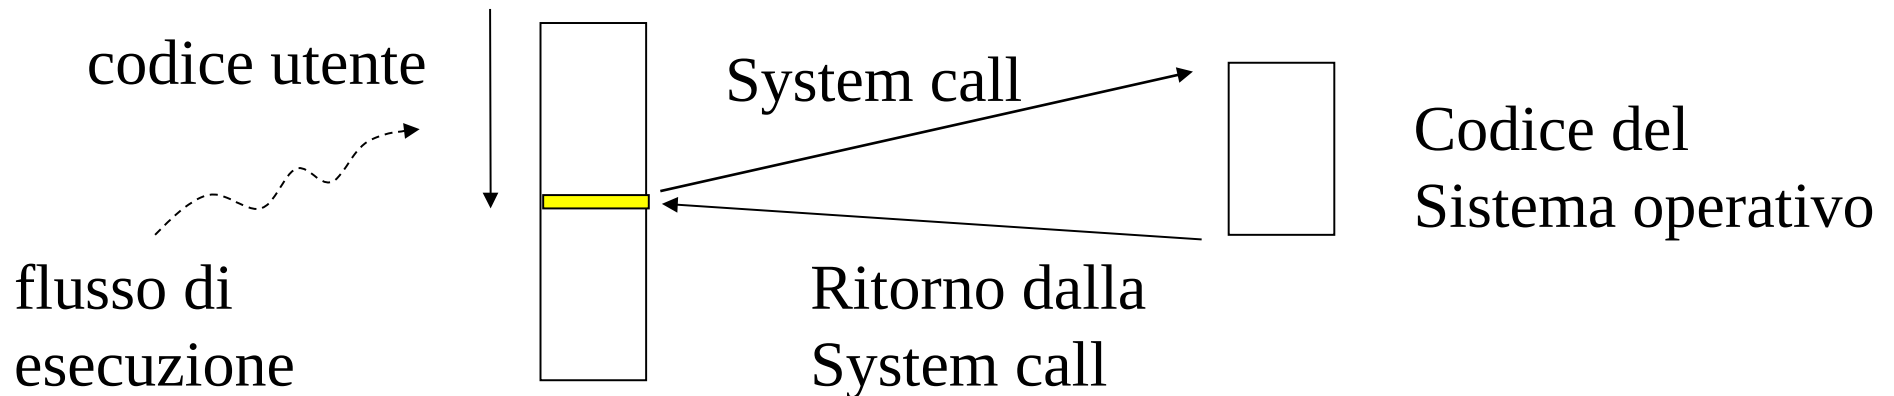 codice utente
System call
Codice del
Sistema operativo
flusso di
esecuzione
Ritorno dalla
System call